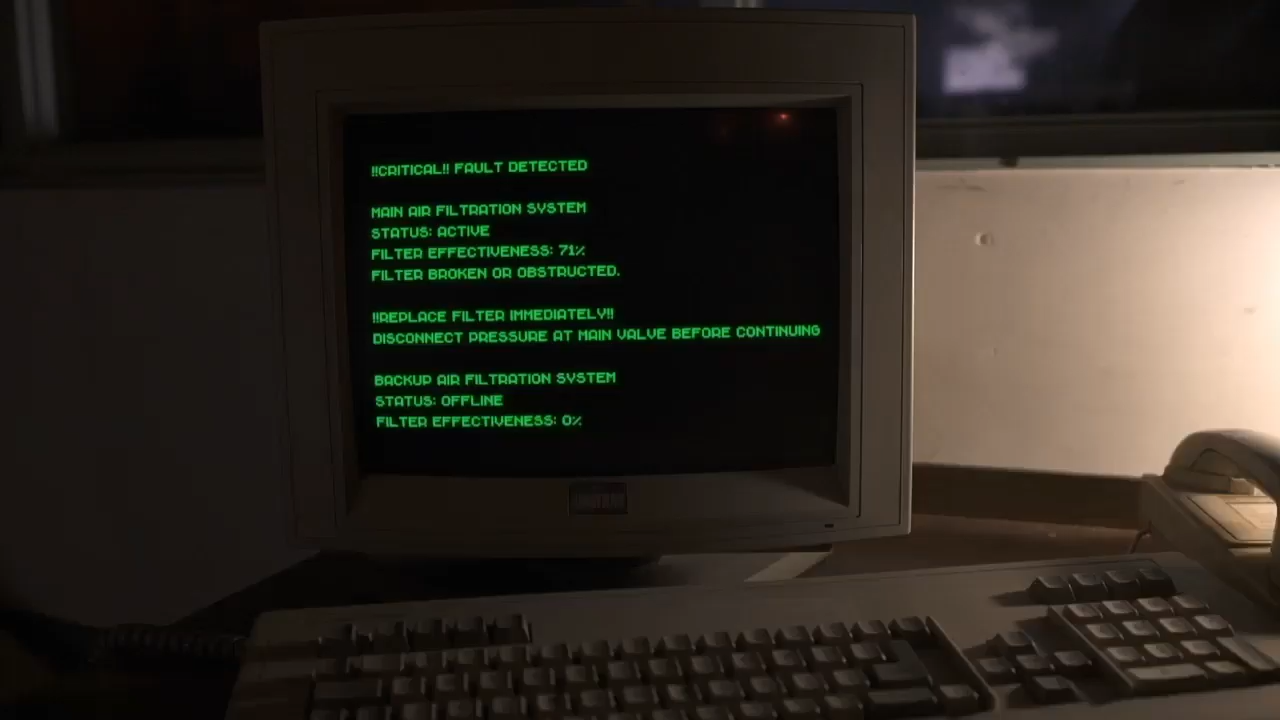 !!CRITICAL!! FAULT DETECTED
MAIN AIR FILTRATION SYSTEM
STATUS: ACTIVE
FILTER EFFECTIVENESS: 71%
FILTER BROKEN OR OBSTRUCTED.
!!REPLACE FILTER IMMEDIATELY!!
DISCONNECT PRESSURE AT MAIN VALVE BEFORE CONTINUING
BACKUP AIR FILTRATION SYSTEM
STATUS: OFFLINE
FILTER EFFECTIVENESS: 0%